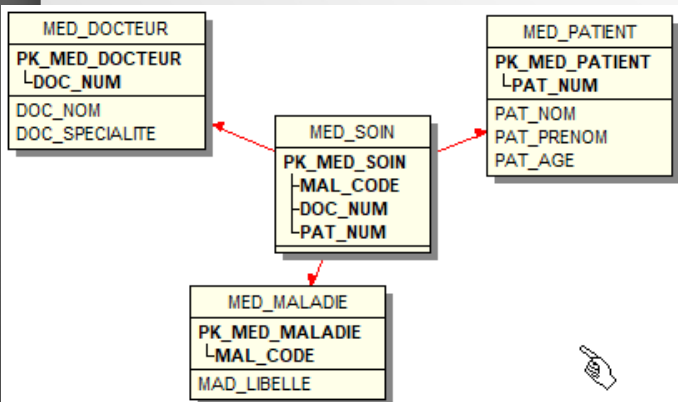 MED_DOCTEUR
PK_MED_DOCTEUR
DOC_NUM
DOC_NOM
DOC_SPECIALITE
MED_PATIENT
PK_MED_PATIENT
PAT_NUM
PAT_NOM
PAT_PRENOM
PAT_AGE
MED_SOIN
PK_MED_SOIN
MAL_CODE
DOC_NUM
PAT_NUM
MED_MALADIE
PK_MED_MALADIE
MAL_CODE
MAD_LIBELLE